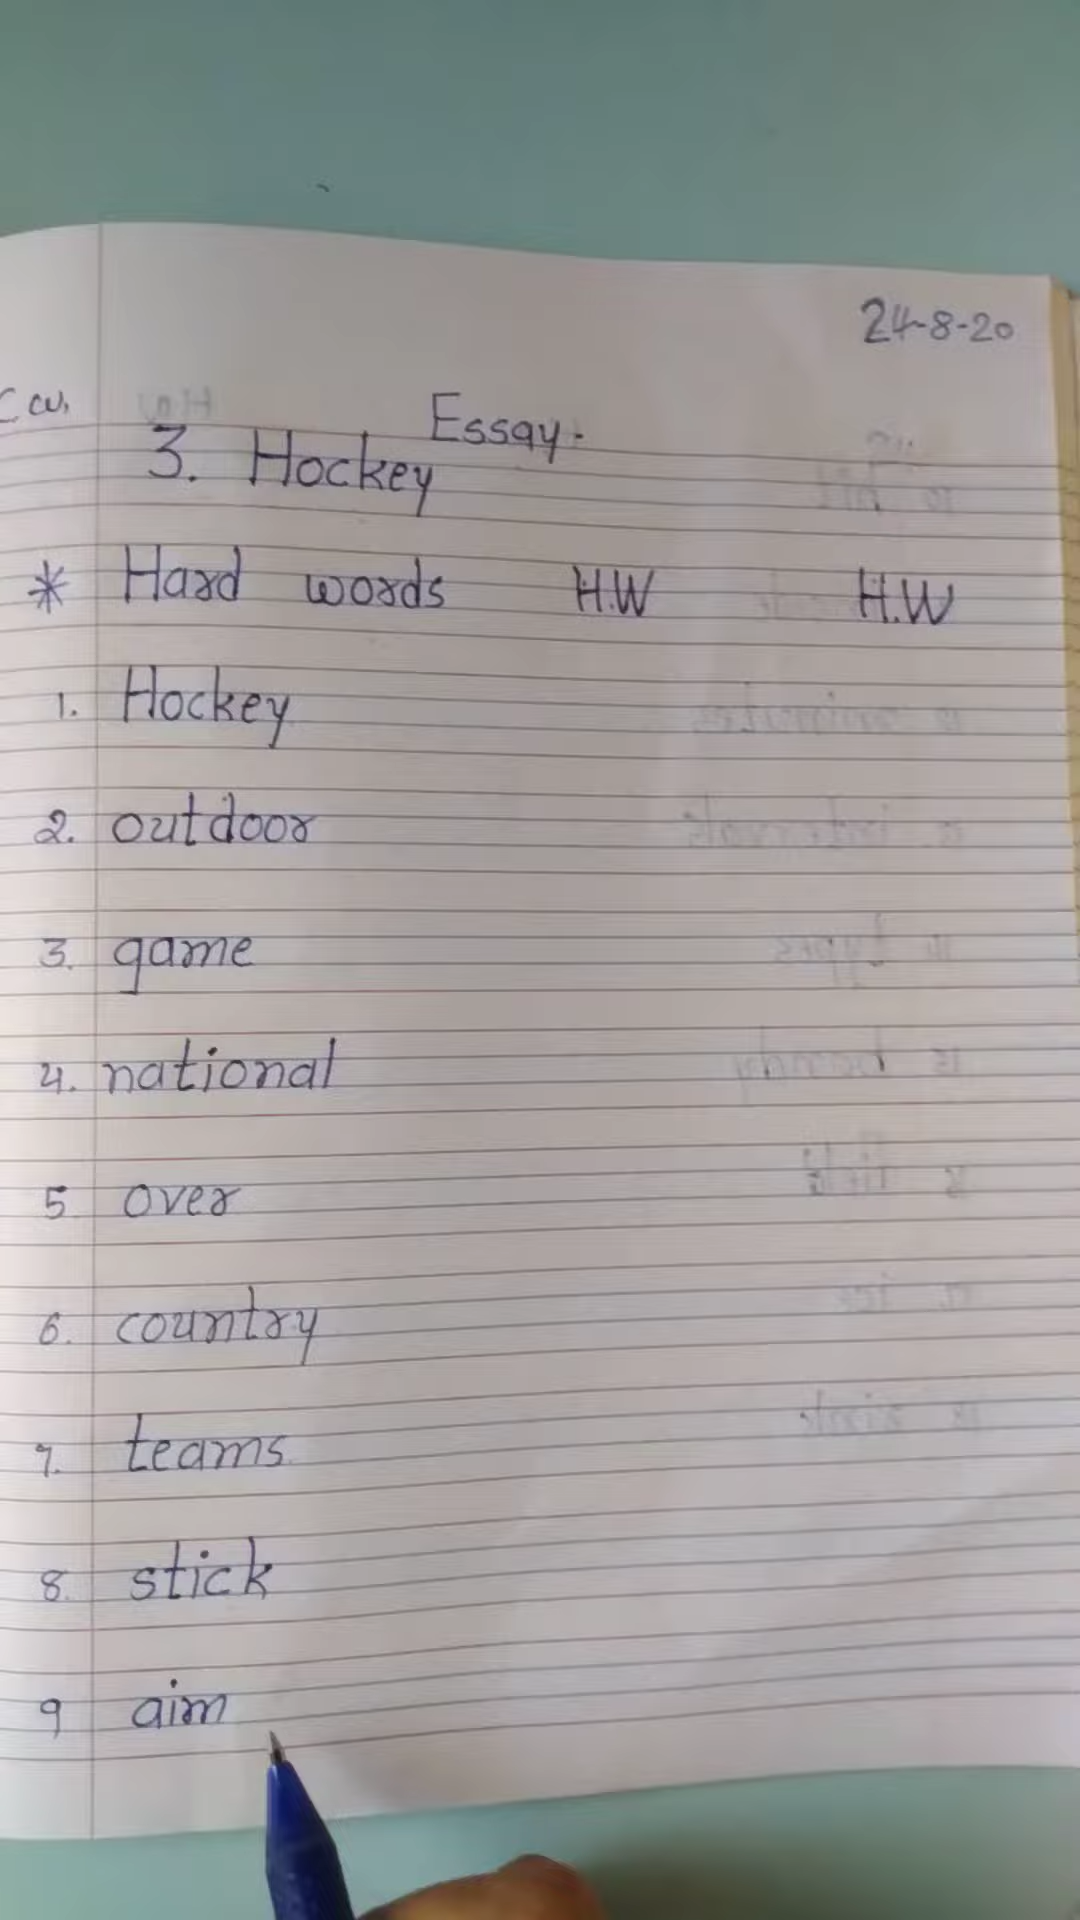 24-8-20
C.W.
Essay.
3. Hockey
* Hard words H.W H.W
1. Hockey
2. outdoor
3. game
4. national
5 over
6. country
7. teams
8. stick
9 aim